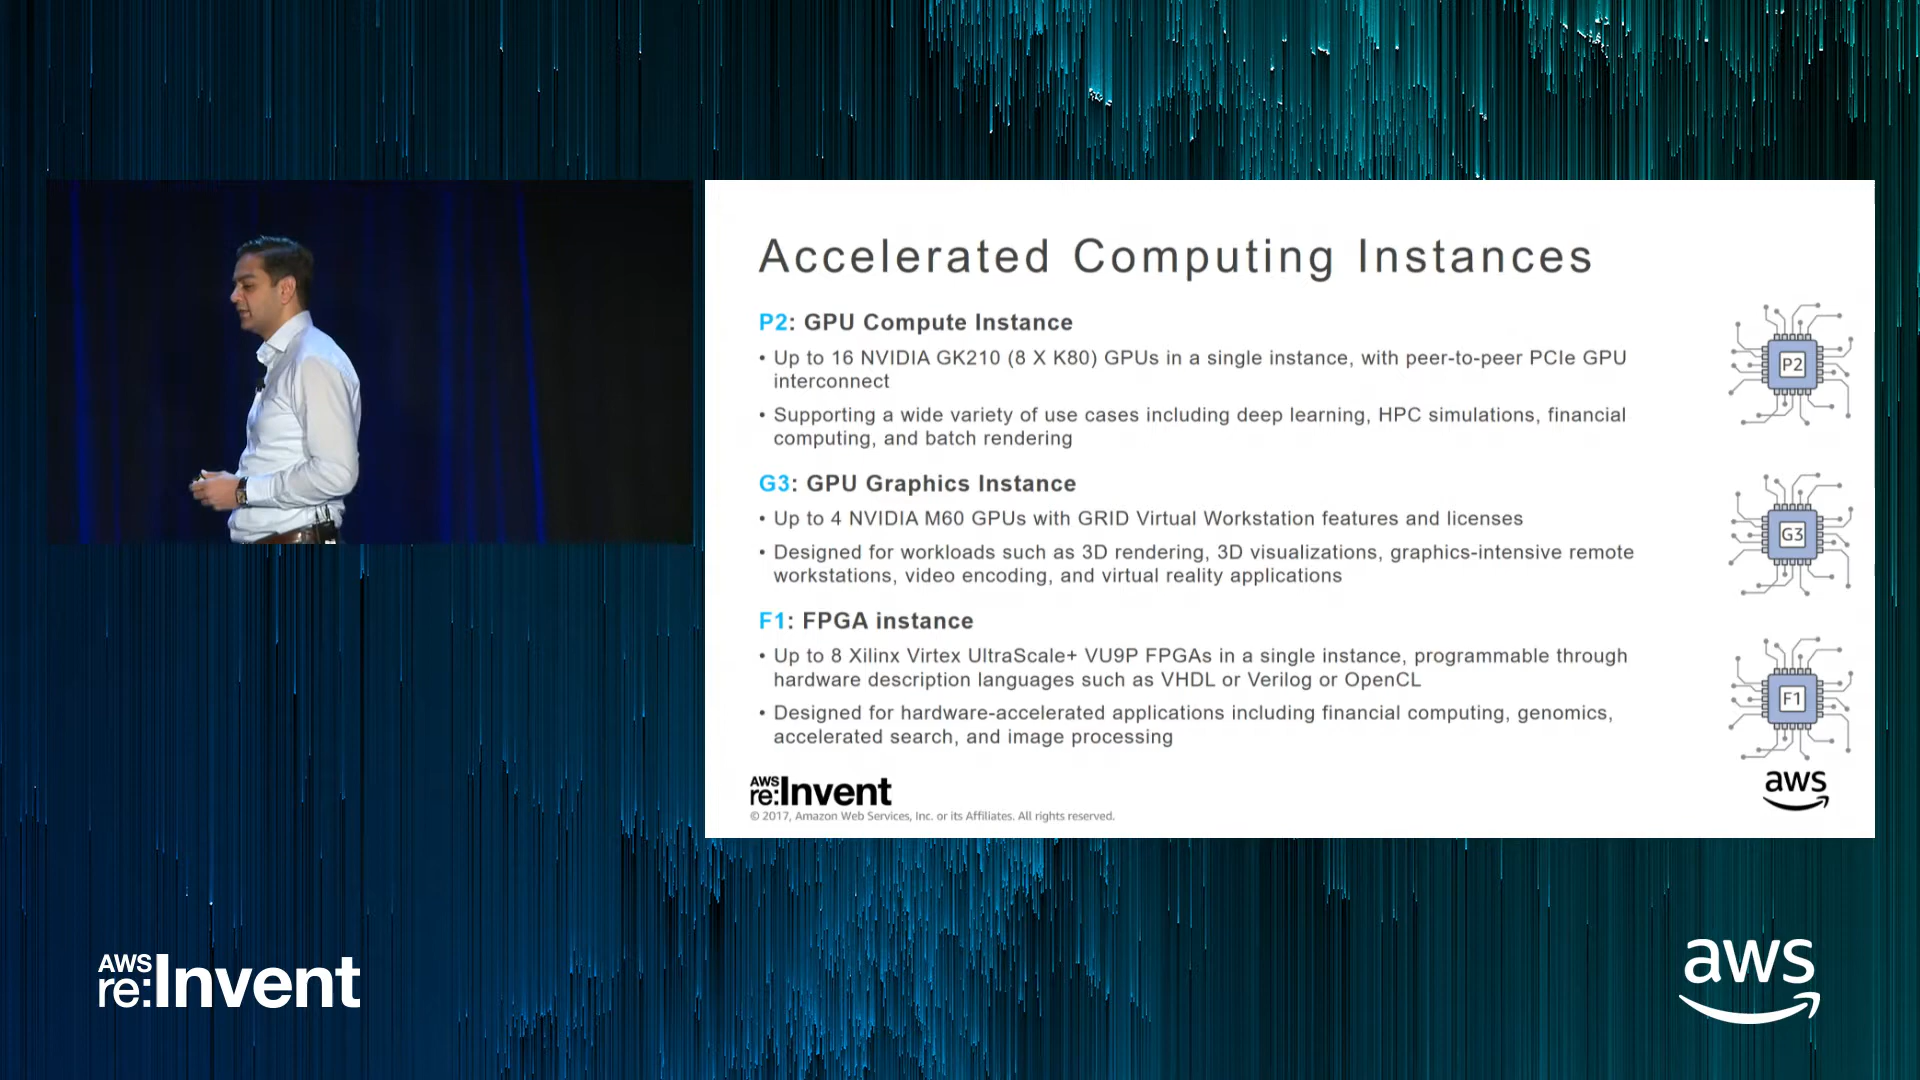 Accelerated Computing Instances
P2: GPU Compute Instance
• Up to 16 NVIDIA GK210 (8 X K80) GPUs in a single instance, with peer-to-peer PCIe GPU
interconnect
• Supporting a wide variety of use cases including deep learning, HPC simulations, financial
computing, and batch rendering
P2
G3: GPU Graphics Instance
• Up to 4 NVIDIA M60 GPUs with GRID Virtual Workstation features and licenses
• Designed for workloads such as 3D rendering, 3D visualizations, graphics-intensive remote
workstations, video encoding, and virtual reality applications
G3
F1: FPGA instance
• Up to 8 Xilinx Virtex UltraScale+ VU9P FPGAs in a single instance, programmable through
hardware description languages such as VHDL or Verilog or OpenCL
• Designed for hardware-accelerated applications including financial computing, genomics,
accelerated search, and image processing
F1
AWS
re:Invent
© 2017, Amazon Web Services, Inc. or its Affiliates. All rights reserved.
aws
AWS
re:Invent
aws